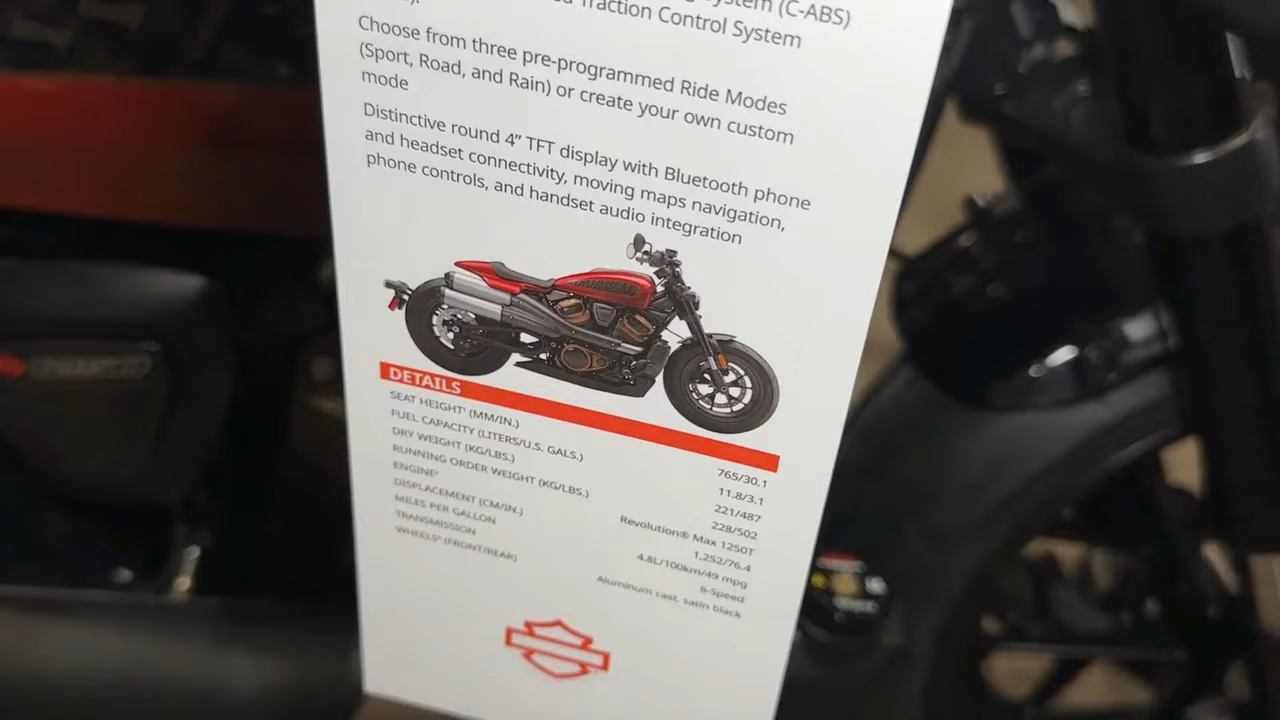 System (C-ABS)
Traction Control System
Choose from three pre-programmed Ride Modes
(Sport, Road, and Rain) or create your own custom
mode
Distinctive round 4” TFT display with Bluetooth phone
and headset connectivity, moving maps navigation,
phone controls, and handset audio integration
DETAILS
SEAT HEIGHT¹ (MM/IN.) 765/30.1
FUEL CAPACITY (LITERS/U.S. GALS.) 11.8/3.1
DRY WEIGHT (KG/LBS.) 221/487
RUNNING ORDER WEIGHT (KG/LBS.) 228/502
ENGINE² Revolution® Max 1250T
DISPLACEMENT (CM/IN.) 1,252/76.4
MILES PER GALLON 4.8L/100km/49 mpg
TRANSMISSION 6-Speed
WHEELS⁶ (FRONT/REAR) Aluminum cast, satin black